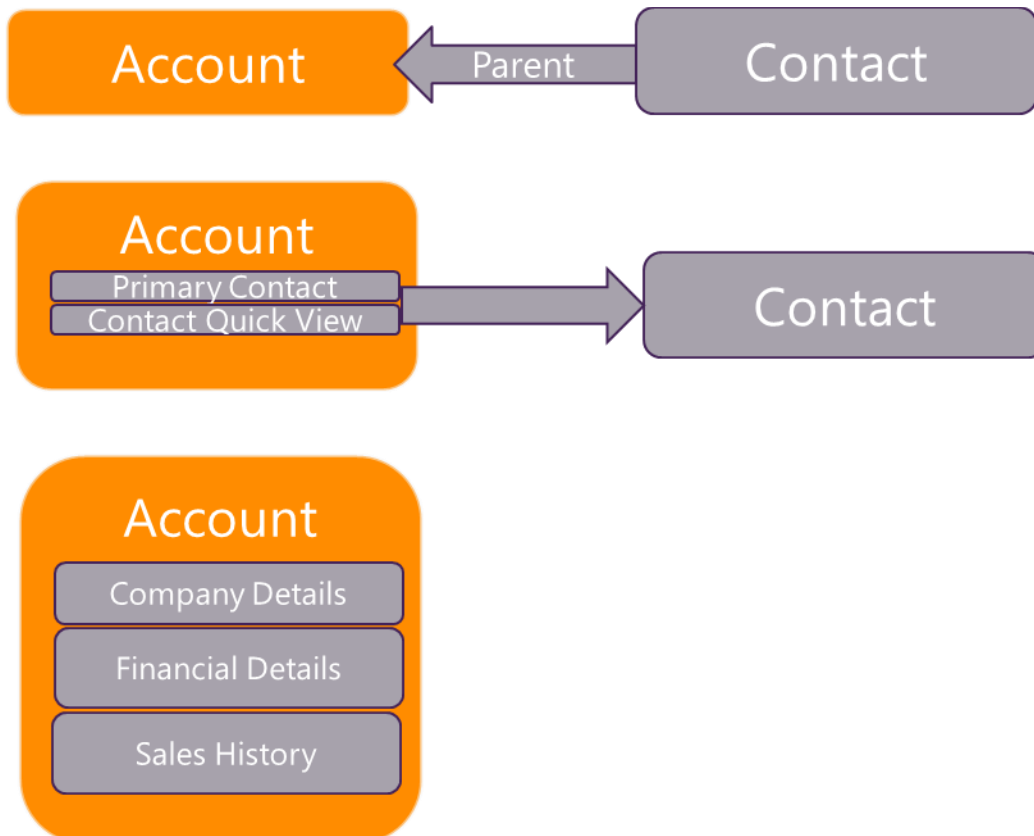 Account
Parent
Contact
Account
Primary Contact
Contact Quick View
Contact
Account
Company Details
Financial Details
Sales History